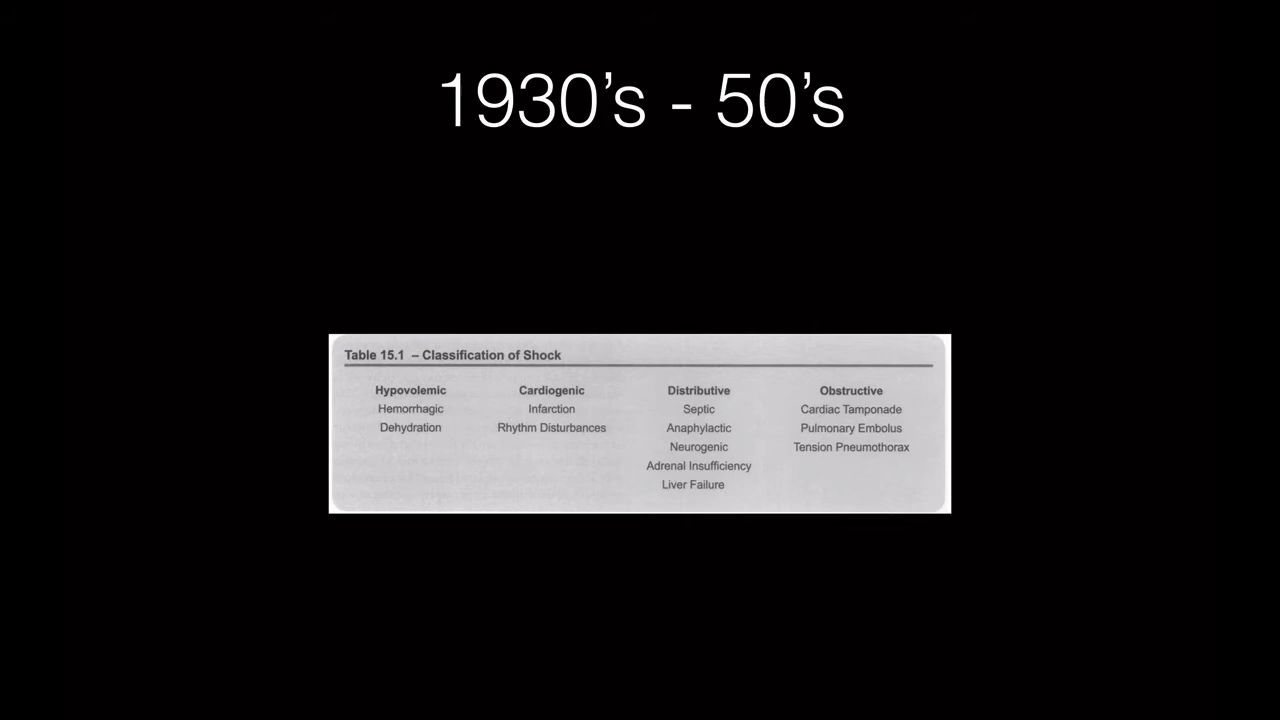 1930's - 50's
Table 15.1 – Classification of Shock
Hypovolemic Cardiogenic Distributive Obstructive
Hemorrhagic Infarction Septic Cardiac Tamponade
Dehydration Rhythm Disturbances Anaphylactic Pulmonary Embolus
Neurogenic Tension Pneumothorax
Adrenal Insufficiency
Liver Failure